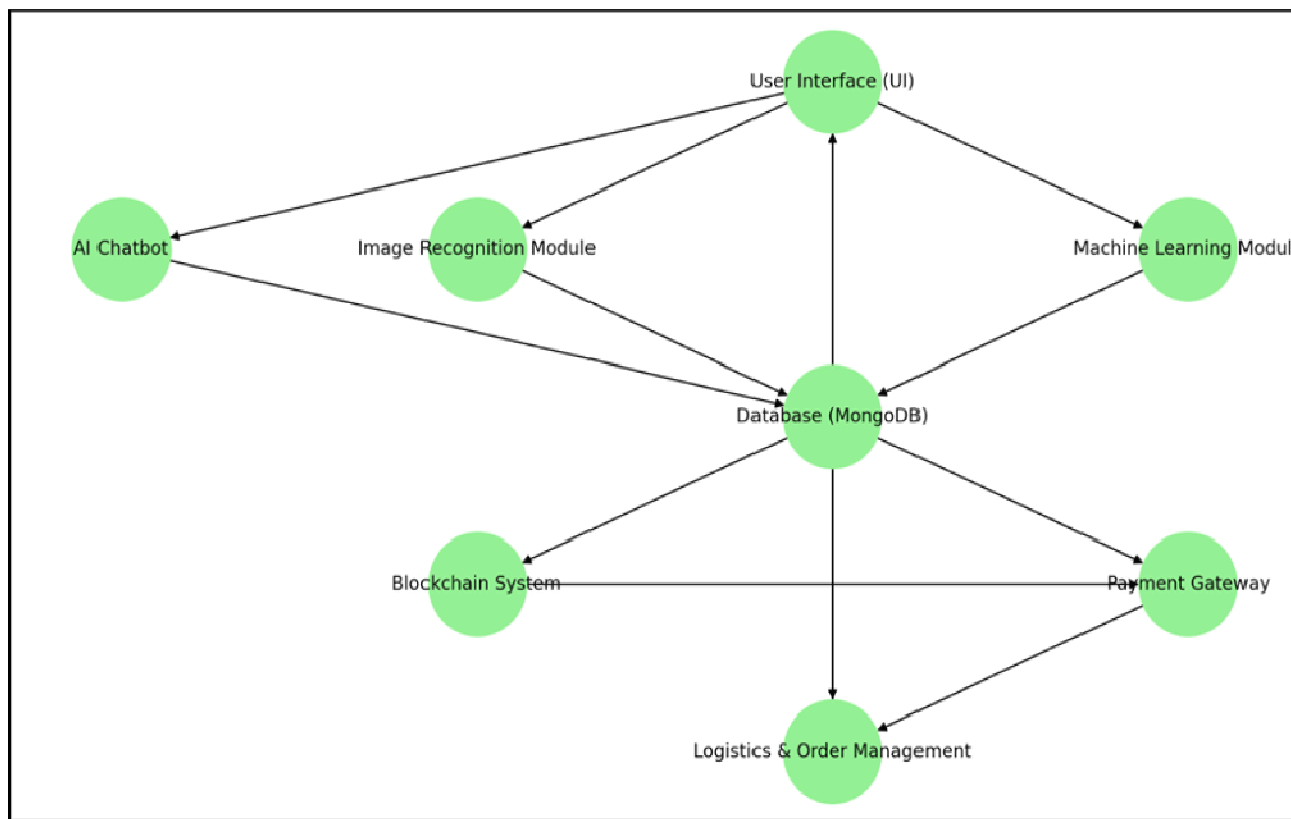 User Interface (UI)
AI Chatbot
Image Recognition Module
Machine Learning Modul
Database (MongoDB)
Blockchain System
Payment Gateway
Logistics & Order Management